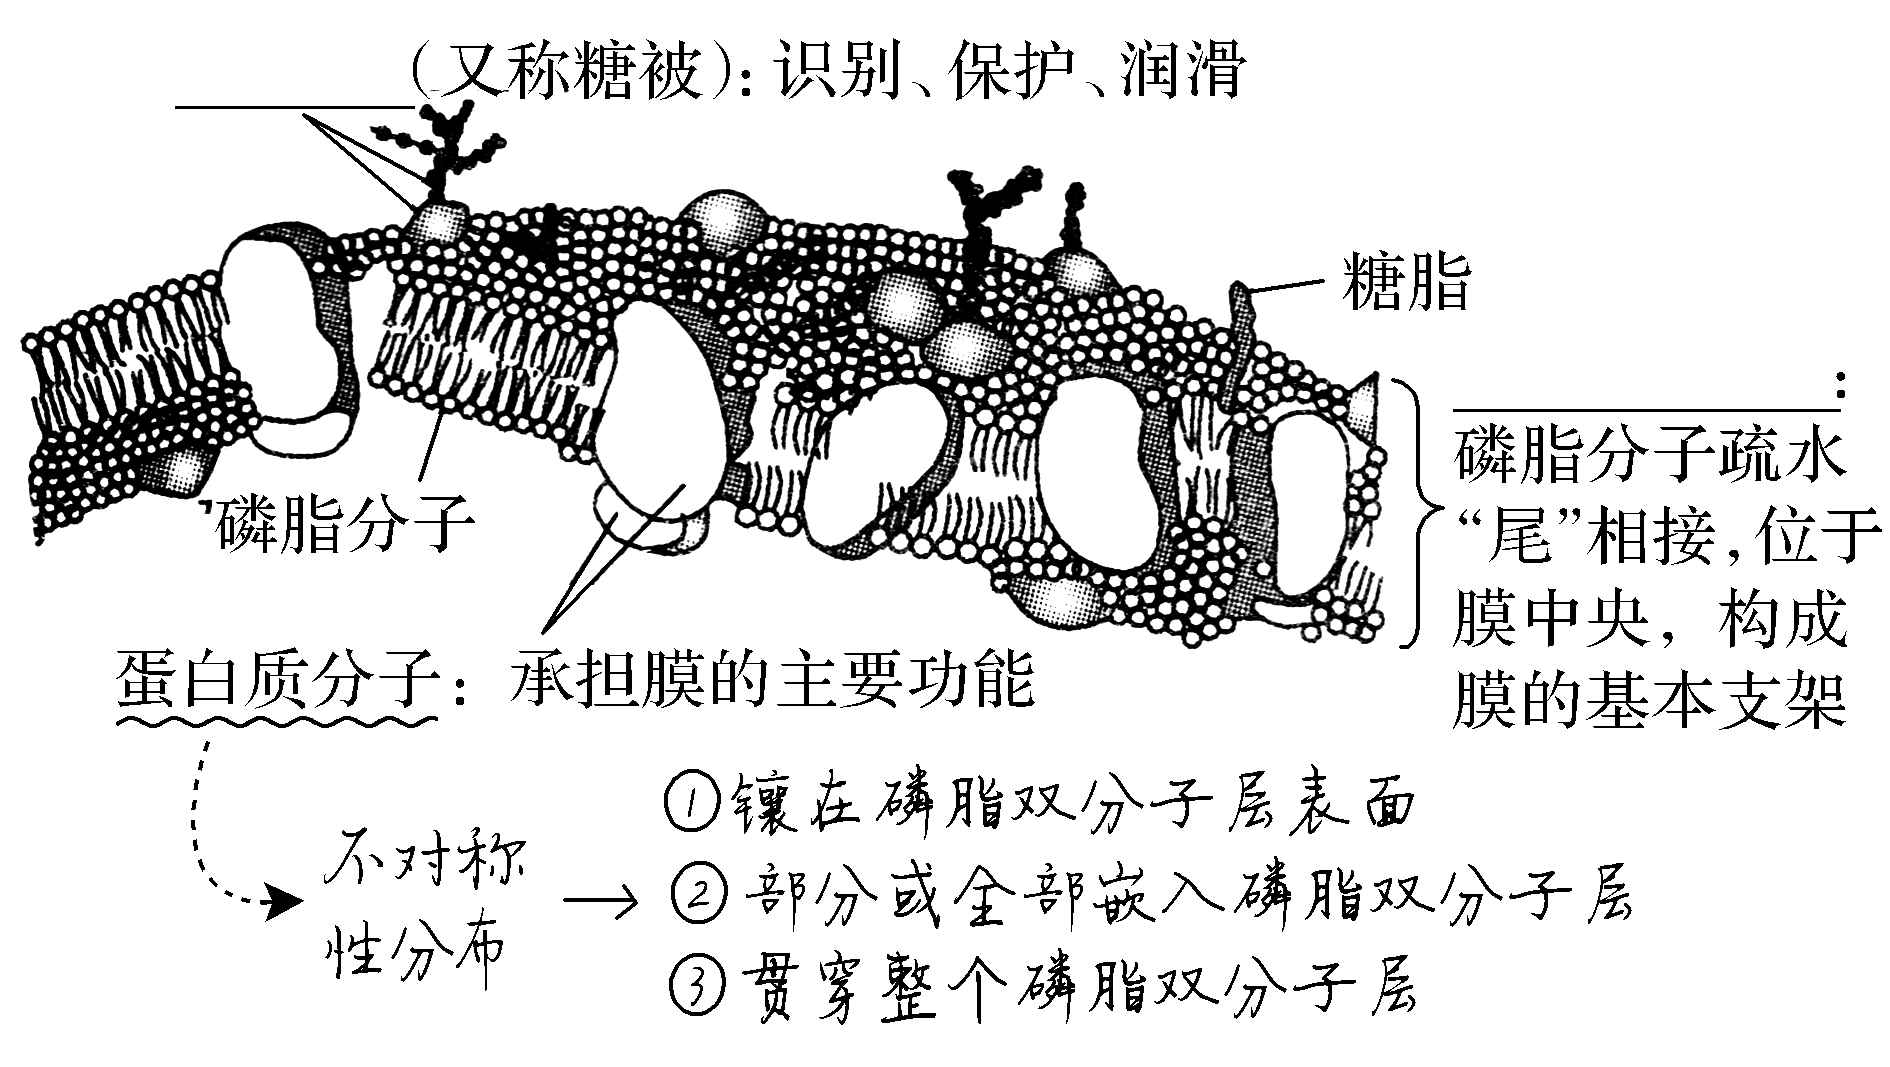 (又称糖被)：识别、保护、润滑
糖脂
：
磷脂分子疏水
“尾”相接，位于
膜中央，构成
膜的基本支架
磷脂分子
蛋白质分子：承担膜的主要功能
不对称
性分布
①镶在磷脂双分子层表面
②部分或全部嵌入磷脂双分子层
③贯穿整个磷脂双分子层